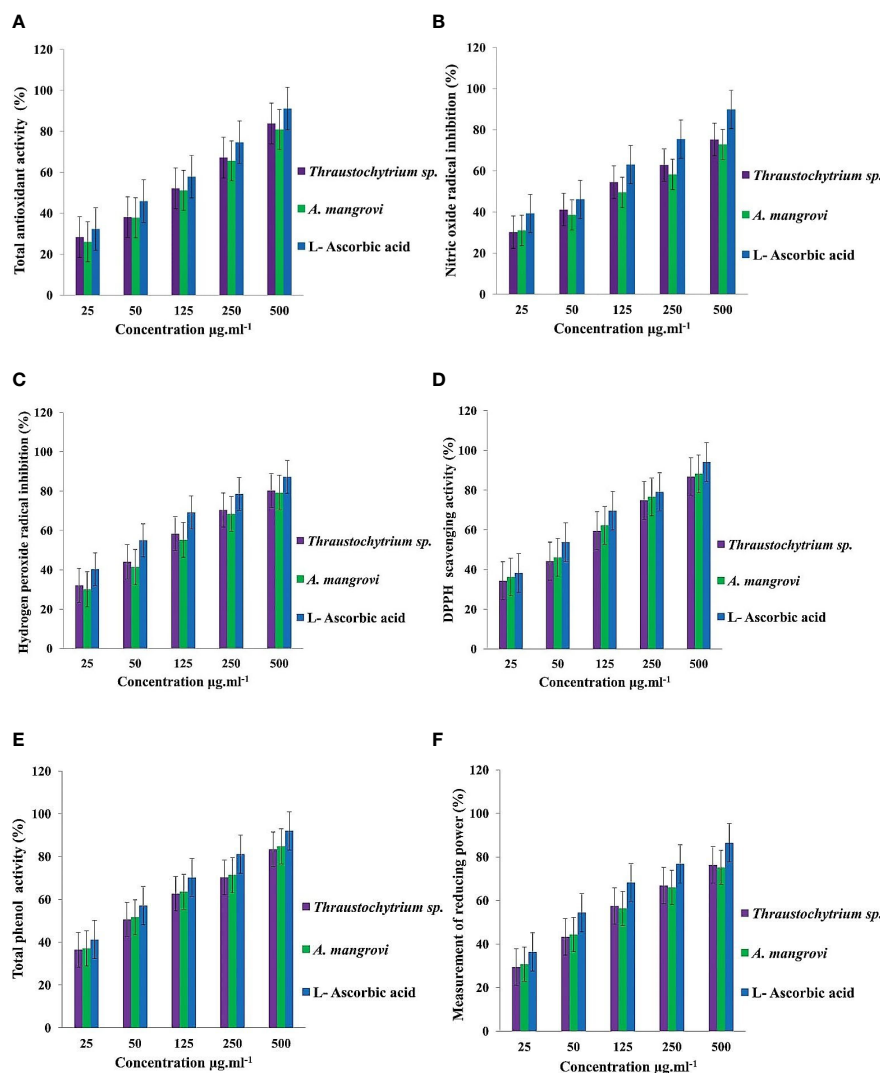 A
Total antioxidant activity (%)
120
100
80
60
40
20
0
25 50 125 250 500
Concentration µg.ml-1
Thraustochytrium sp.
A. mangrovi
L- Ascorbic acid
B
Nitric oxide radical inhibition (%)
120
100
80
60
40
20
0
25 50 125 250 500
Concentration µg.ml-1
Thraustochytrium sp.
A. mangrovi
L- Ascorbic acid
C
Hydrogen peroxide radical inhibition (%)
120
100
80
60
40
20
0
25 50 125 250 500
Concentration µg.ml-1
Thraustochytrium sp.
A. mangrovi
L- Ascorbic acid
D
DPPH scavenging activity (%)
120
100
80
60
40
20
0
25 50 125 250 500
Concentration µg.ml-1
Thraustochytrium sp.
A. mangrovi
L- Ascorbic acid
E
Total phenol activity (%)
120
100
80
60
40
20
0
25 50 125 250 500
Concentration µg.ml-1
Thraustochytrium sp.
A. mangrovi
L- Ascorbic acid
F
Measurement of reducing power (%)
120
100
80
60
40
20
0
25 50 125 250 500
Concentration µg.ml-1
Thraustochytrium sp.
A. mangrovi
L- Ascorbic acid